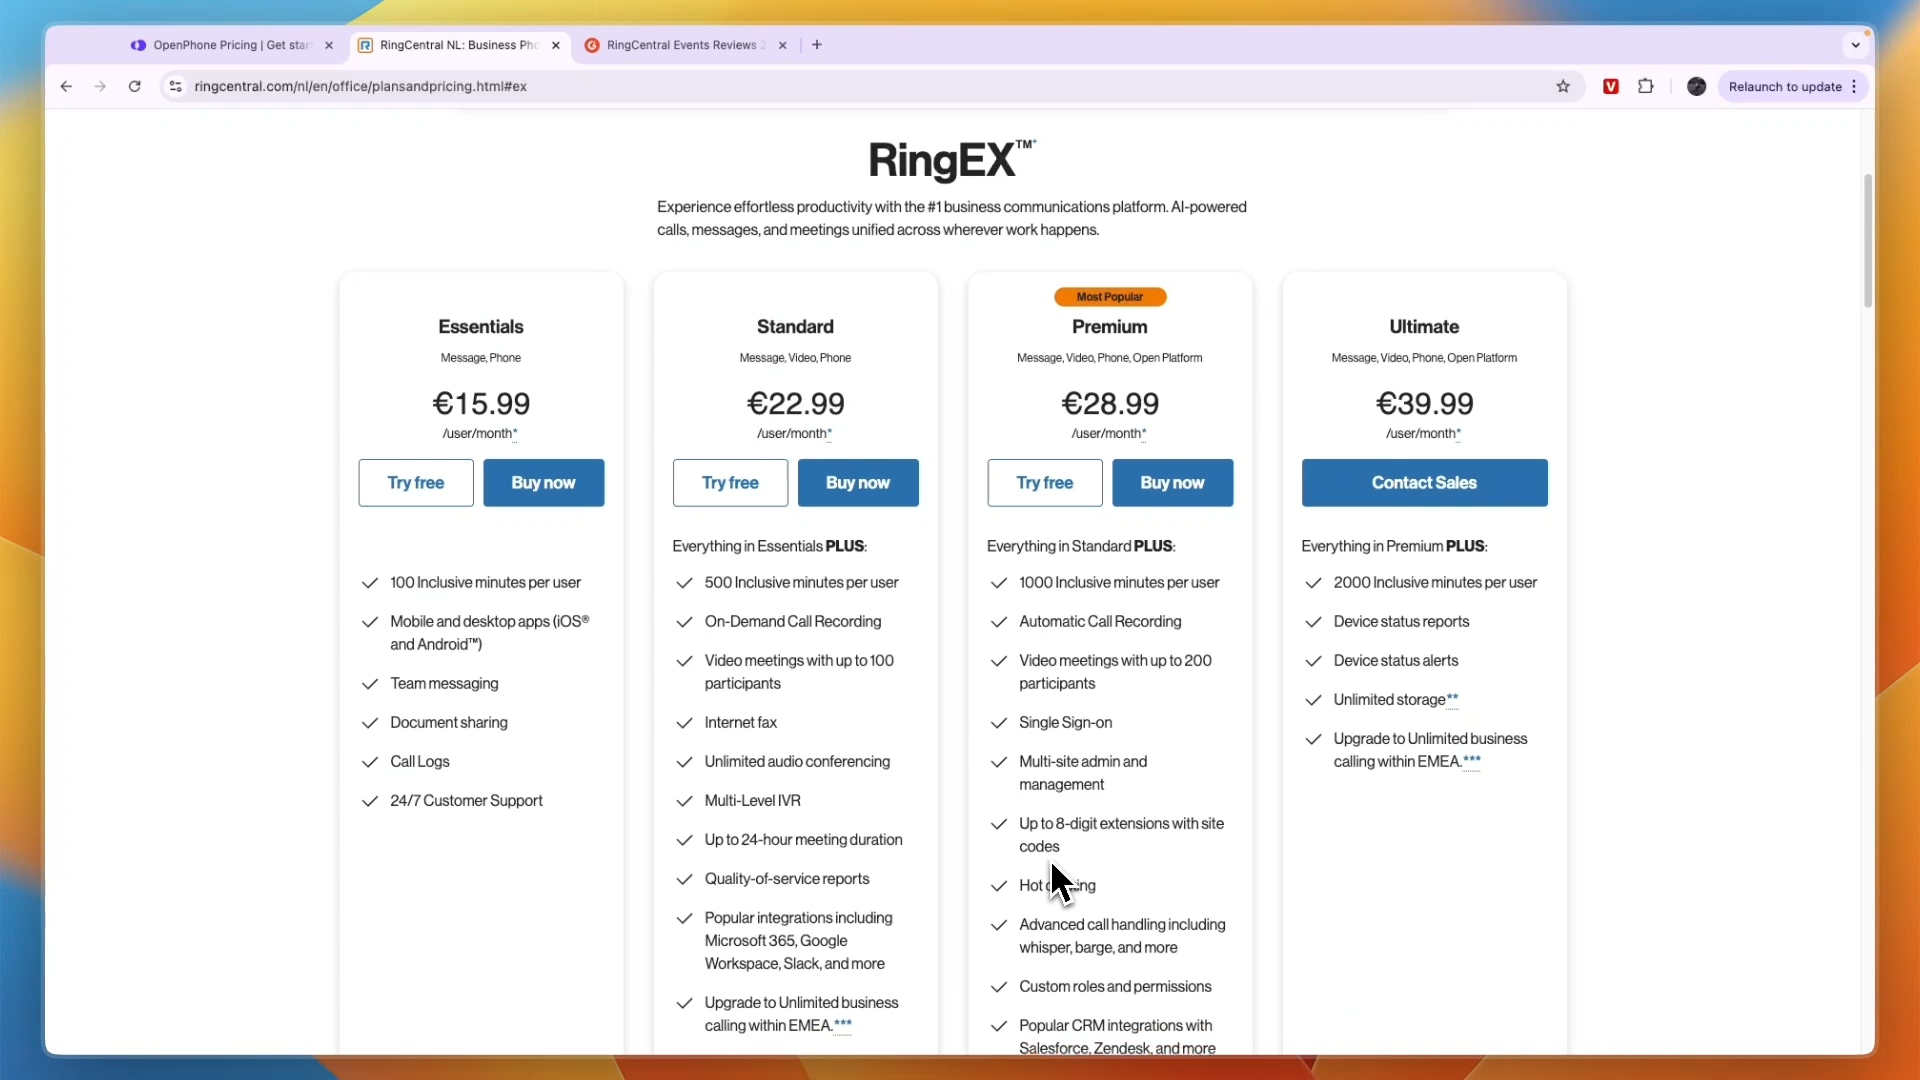 OpenPhone Pricing | Get star
RingCentral NL: Business Pho
RingCentral Events Reviews 2
ringcentral.com/nl/en/office/plansandpricing.html#ex
Relaunch to update
RingEX™*
Experience effortless productivity with the #1 business communications platform. AI-powered
calls, messages, and meetings unified across wherever work happens.
Essentials
Message, Phone
€15.99
/user/month*
Try free
Buy now
100 Inclusive minutes per user
Mobile and desktop apps (iOS®
and Android™)
Team messaging
Document sharing
Call Logs
24/7 Customer Support
Standard
Message, Video, Phone
€22.99
/user/month*
Try free
Buy now
Everything in Essentials PLUS:
500 Inclusive minutes per user
On-Demand Call Recording
Video meetings with up to 100
participants
Internet fax
Unlimited audio conferencing
Multi-Level IVR
Up to 24-hour meeting duration
Quality-of-service reports
Popular integrations including
Microsoft 365, Google
Workspace, Slack, and more
Upgrade to Unlimited business
calling within EMEA.***
Most Popular
Premium
Message, Video, Phone, Open Platform
€28.99
/user/month*
Try free
Buy now
Everything in Standard PLUS:
1000 Inclusive minutes per user
Automatic Call Recording
Video meetings with up to 200
participants
Single Sign-on
Multi-site admin and
management
Up to 8-digit extensions with site
codes
Hot
Advanced call handling including
whisper, barge, and more
Custom roles and permissions
Popular CRM integrations with
Salesforce, Zendesk, and more
Ultimate
Message, Video, Phone, Open Platform
€39.99
/user/month*
Contact Sales
Everything in Premium PLUS:
2000 Inclusive minutes per user
Device status reports
Device status alerts
Unlimited storage**
Upgrade to Unlimited business
calling within EMEA.***